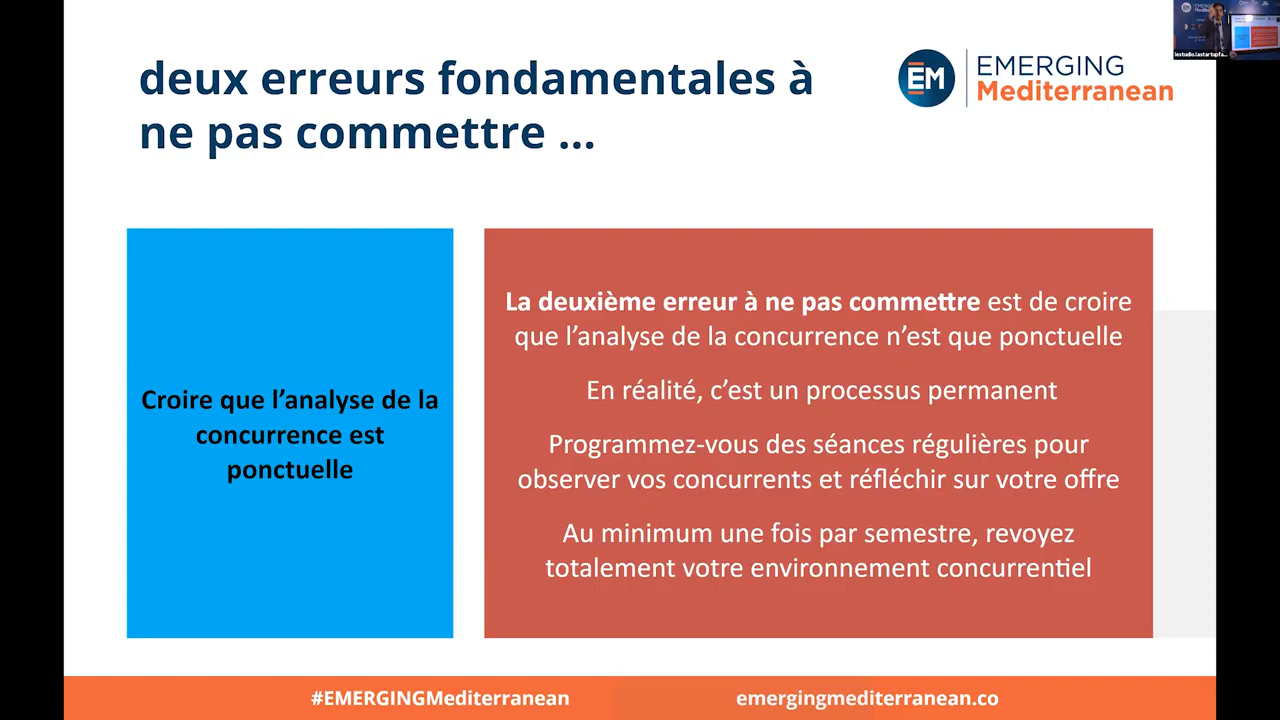 deux erreurs fondamentales à
ne pas commettre ...
EM
EMERGING
Mediterranean
Croire que l’analyse de la
concurrence est
ponctuelle
La deuxième erreur à ne pas commettre est de croire
que l’analyse de la concurrence n’est que ponctuelle
En réalité, c’est un processus permanent
Programmez-vous des séances régulières pour
observer vos concurrents et réfléchir sur votre offre
Au minimum une fois par semestre, revoyez
totalement votre environnement concurrentiel
#EMERGINGMediterranean
emergingmediterranean.co